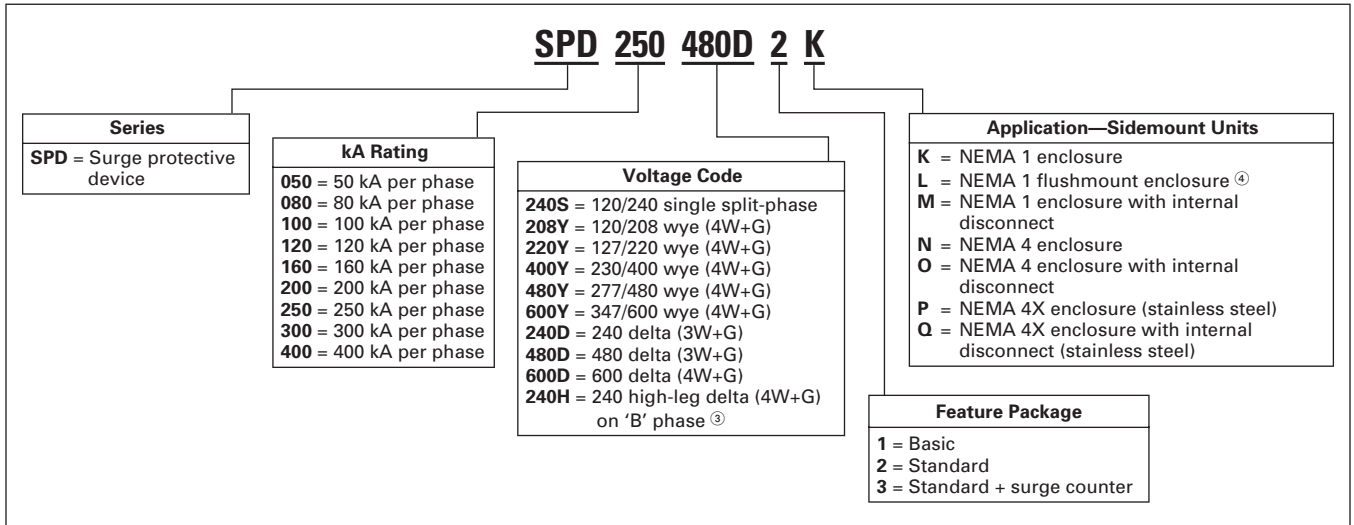 SPD 250 480D 2 K
Series
SPD = Surge protective
device
kA Rating
050 = 50 kA per phase
080 = 80 kA per phase
100 = 100 kA per phase
120 = 120 kA per phase
160 = 160 kA per phase
200 = 200 kA per phase
250 = 250 kA per phase
300 = 300 kA per phase
400 = 400 kA per phase
Voltage Code
240S = 120/240 single split-phase
208Y = 120/208 wye (4W+G)
220Y = 127/220 wye (4W+G)
400Y = 230/400 wye (4W+G)
480Y = 277/480 wye (4W+G)
600Y = 347/600 wye (4W+G)
240D = 240 delta (3W+G)
480D = 480 delta (3W+G)
600D = 600 delta (4W+G)
240H = 240 high-leg delta (4W+G)
on ‘B’ phase ③
Application—Sidemount Units
K = NEMA 1 enclosure
L = NEMA 1 flushmount enclosure ④
M = NEMA 1 enclosure with internal
disconnect
N = NEMA 4 enclosure
O = NEMA 4 enclosure with internal
disconnect
P = NEMA 4X enclosure (stainless steel)
Q = NEMA 4X enclosure with internal
disconnect (stainless steel)
Feature Package
1 = Basic
2 = Standard
3 = Standard + surge counter